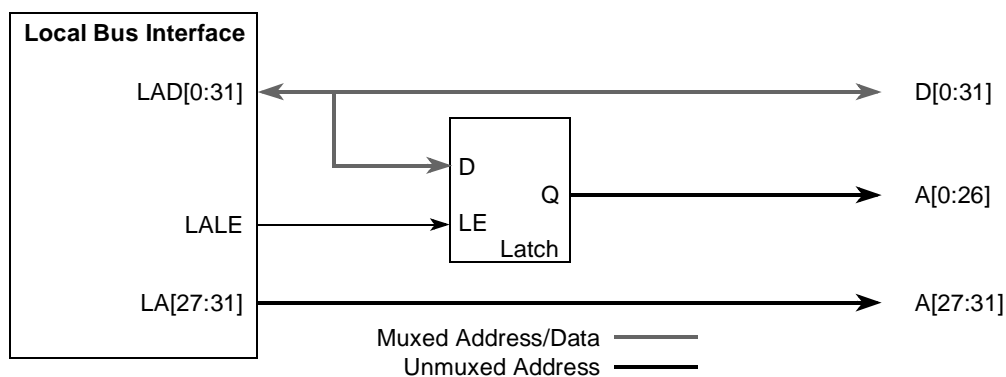 Local Bus Interface
LAD[0:31]
D[0:31]
D
Q
A[0:26]
LALE
LE
Latch
LA[27:31]
A[27:31]
Muxed Address/Data
Unmuxed Address